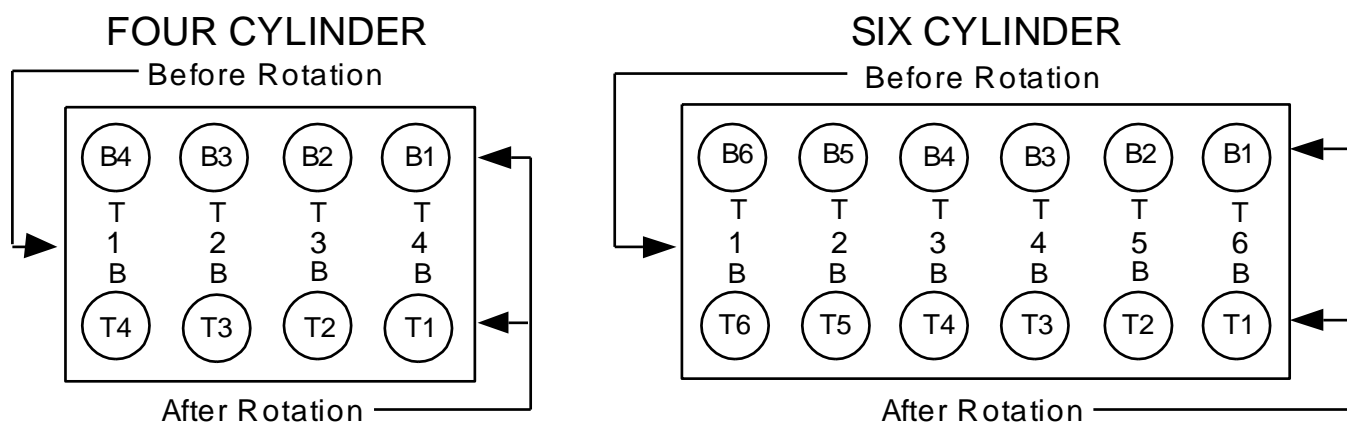 FOUR CYLINDER
Before Rotation
B4 B3 B2 B1
T T T T
1 2 3 4
B B B B
T4 T3 T2 T1
After Rotation
SIX CYLINDER
Before Rotation
B6 B5 B4 B3 B2 B1
T T T T T T
1 2 3 4 5 6
B B B B B B
T6 T5 T4 T3 T2 T1
After Rotation